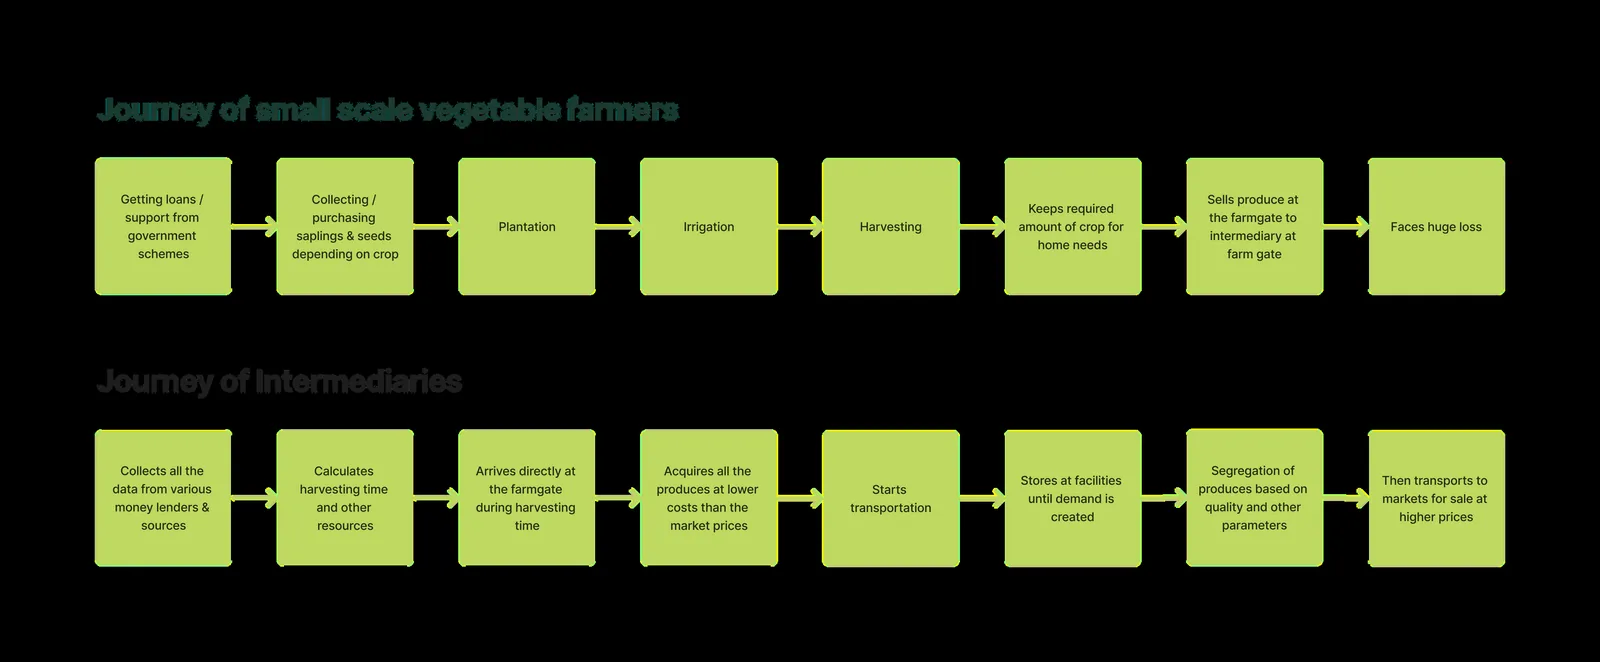 Journey of small scale vegetable farmers
Getting loans /
support from
government
schemes
Collecting /
purchasing
saplings & seeds
depending on crop
Plantation
Irrigation
Harvesting
Keeps required
amount of crop for
home needs
Sells produce at
the farmgate to
intermediary at
farm gate
Faces huge loss
Journey of Intermediaries
Collects all the
data from various
money lenders &
sources
Calculates
harvesting time
and other
resources
Arrives directly at
the farmgate
during harvesting
time
Acquires all the
produces at lower
costs than the
market prices
Starts
transportation
Stores at facilities
until demand is
created
Segregation of
produces based on
quality and other
parameters
Then transports to
markets for sale at
higher prices